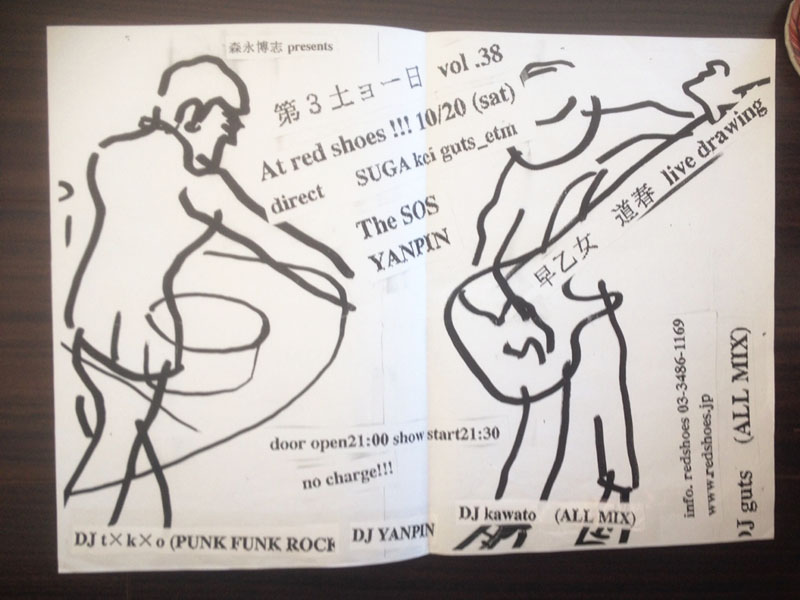 森永博志 presents
第３土ヨ一日 vol .38
At red shoes !!! 10/20 (sat)
direct SUGA kei guts_etm
The SOS
YANPIN
早乙女 道春 live drawing
door open21:00 show start21:30
no charge!!!
info. redshoes 03-3486-1169
www.redshoes.jp
DJ guts (ALL MIX)
DJ t×k×o (PUNK FUNK ROCK
DJ YANPIN
DJ kawato (ALL MIX)